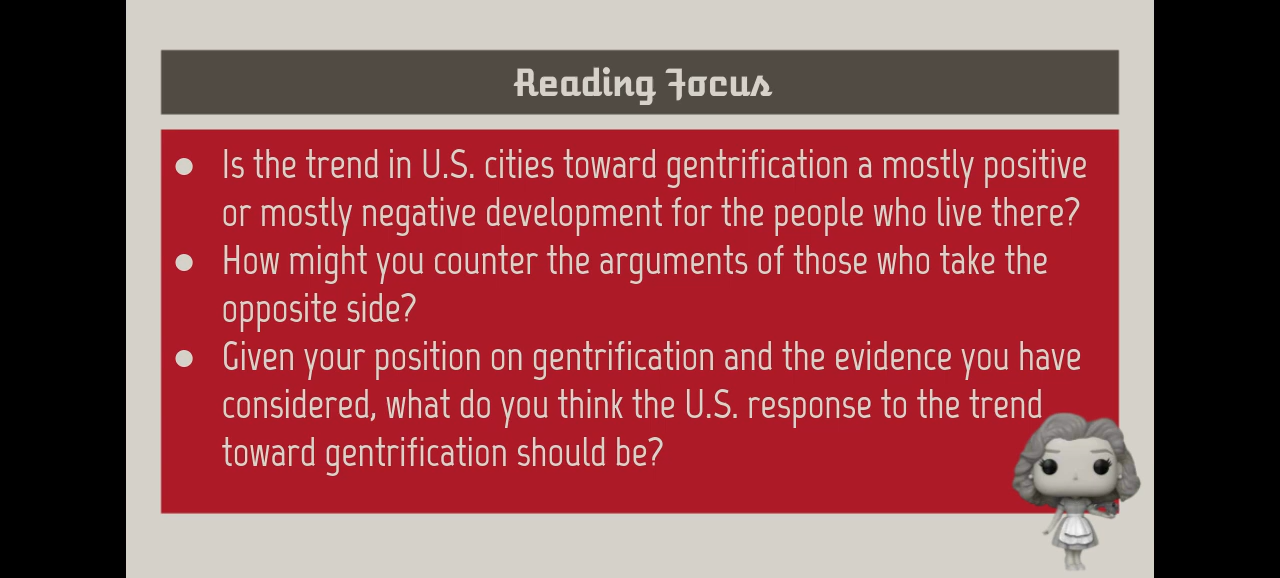 Reading Focus
● Is the trend in U.S. cities toward gentrification a mostly positive
or mostly negative development for the people who live there?
● How might you counter the arguments of those who take the
opposite side?
● Given your position on gentrification and the evidence you have
considered, what do you think the U.S. response to the trend
toward gentrification should be?